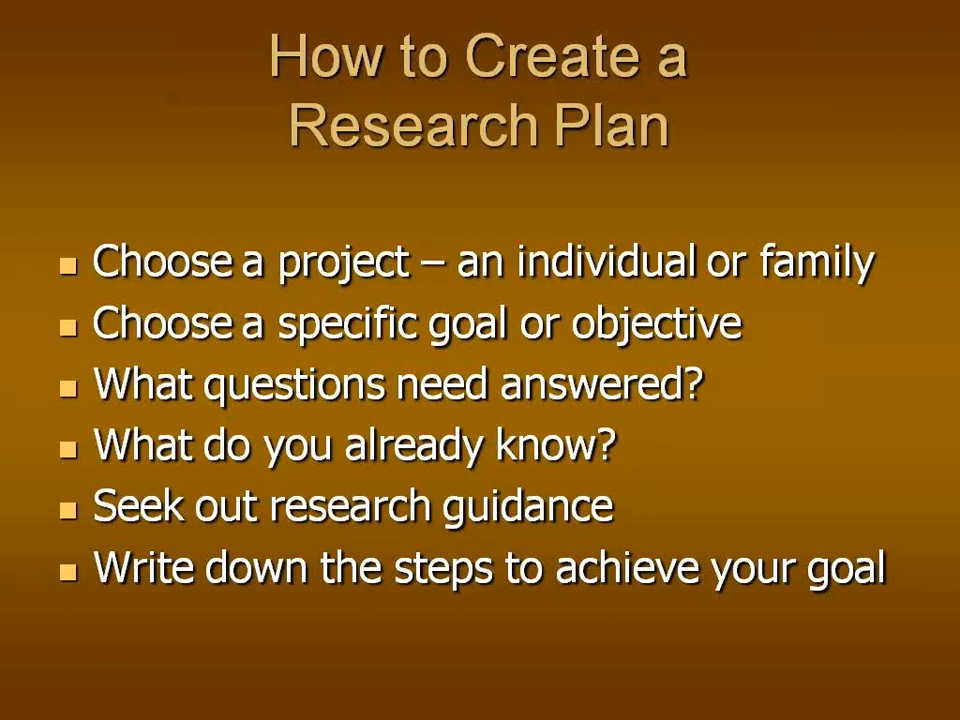 How to Create a
Research Plan
Choose a project – an individual or family
Choose a specific goal or objective
What questions need answered?
What do you already know?
Seek out research guidance
Write down the steps to achieve your goal